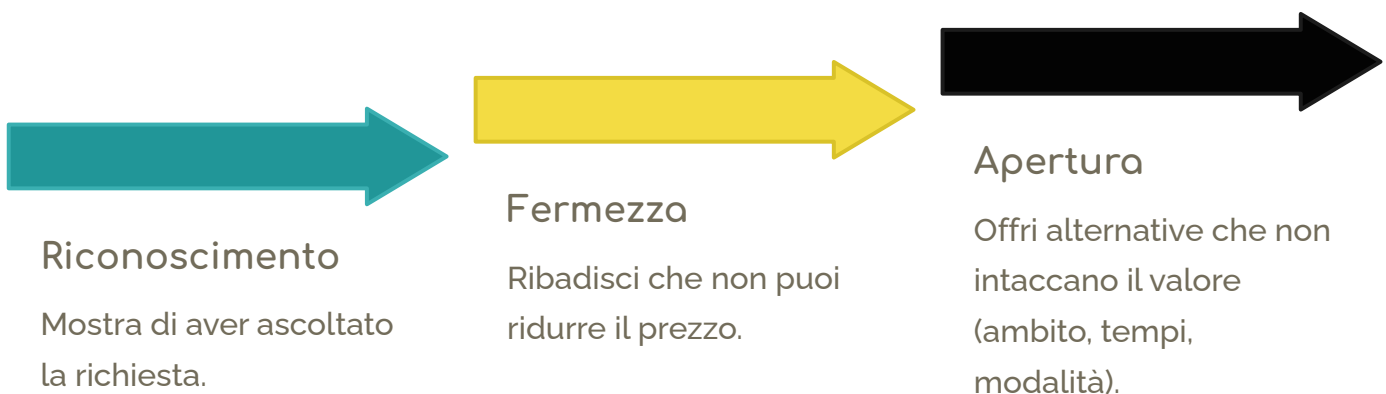 Riconoscimento
Mostra di aver ascoltato
la richiesta.
Fermezza
Ribadisci che non puoi
ridurre il prezzo.
Apertura
Offri alternative che non
intaccano il valore
(ambito, tempi,
modalità).